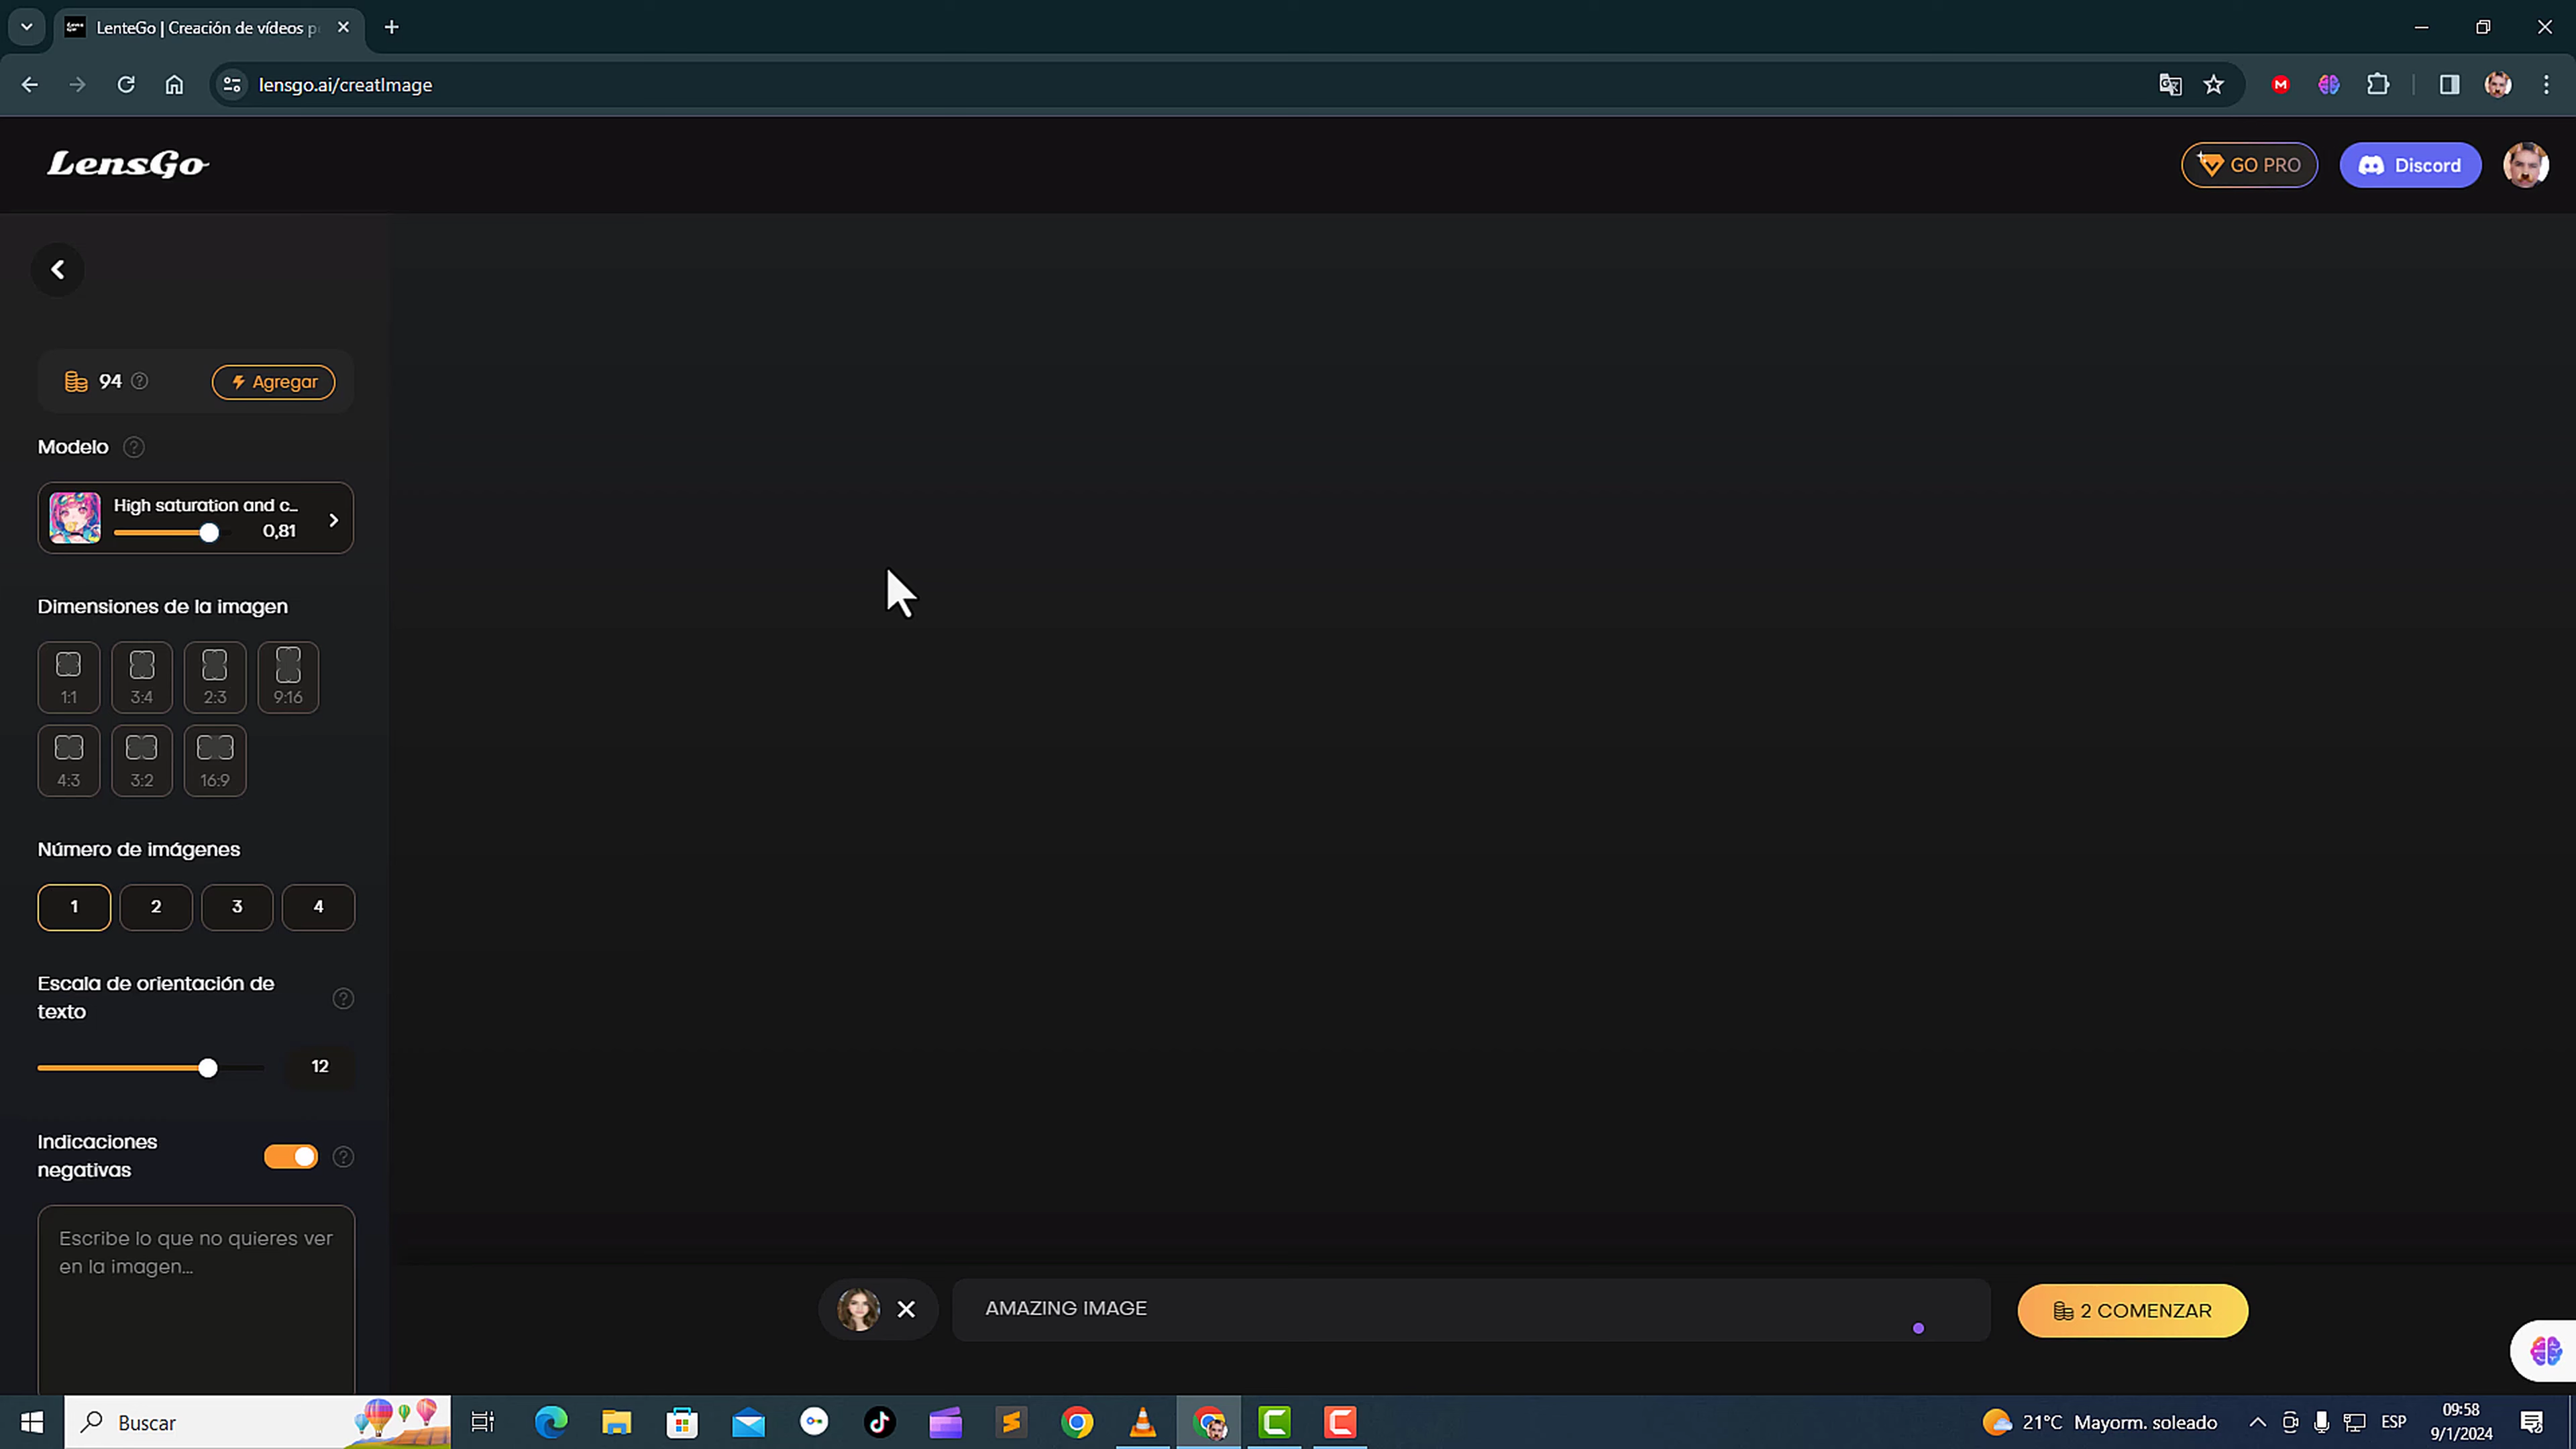 LenteGo | Creación de vídeos p
lensgo.ai/creatImage
LensGo
GO PRO
Discord
94
Agregar
Modelo
High saturation and c...
0,81
Dimensiones de la imagen
1:1 3:4 2:3 9:16
4:3 3:2 16:9
Número de imágenes
1 2 3 4
Escala de orientación de
texto
12
Indicaciones
negativas
Escribe lo que no quieres ver
en la imagen...
AMAZING IMAGE
2 COMENZAR
Buscar
21°C Mayorm. soleado
ESP
09:58
9/1/2024